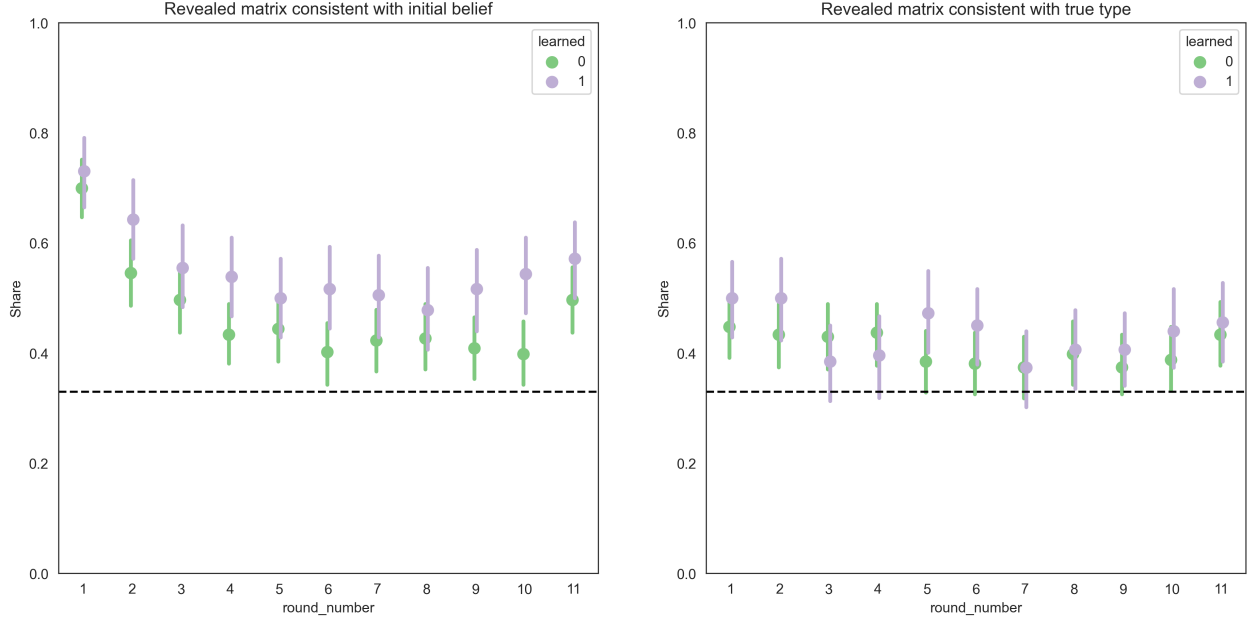 Revealed matrix consistent with initial belief
1.0
0.8
0.6
0.4
0.2
0.0
Share
learned
0
1
1 2 3 4 5 6 7 8 9 10 11
round_number
Revealed matrix consistent with true type
1.0
0.8
0.6
0.4
0.2
0.0
Share
learned
0
1
1 2 3 4 5 6 7 8 9 10 11
round_number